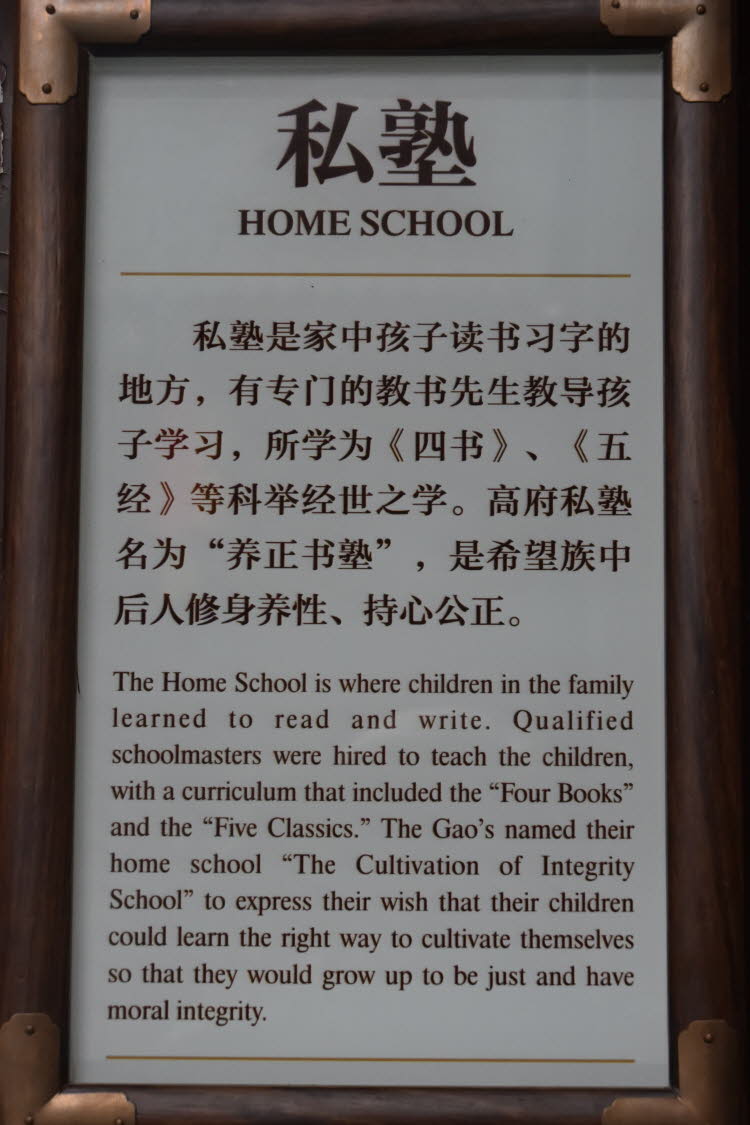 私塾
HOME SCHOOL
私塾是家中孩子读书习字的
地方，有专门的教书先生教导孩
子学习，所学为《四书》、《五
经》等科举经世之学。高府私塾
名为“养正书塾”，是希望族中
后人修身养性、持心公正。
The Home School is where children in the family
learned to read and write. Qualified
schoolmasters were hired to teach the children,
with a curriculum that included the “Four Books”
and the “Five Classics.” The Gao’s named their
home school “The Cultivation of Integrity
School” to express their wish that their children
could learn the right way to cultivate themselves
so that they would grow up to be just and have
moral integrity.